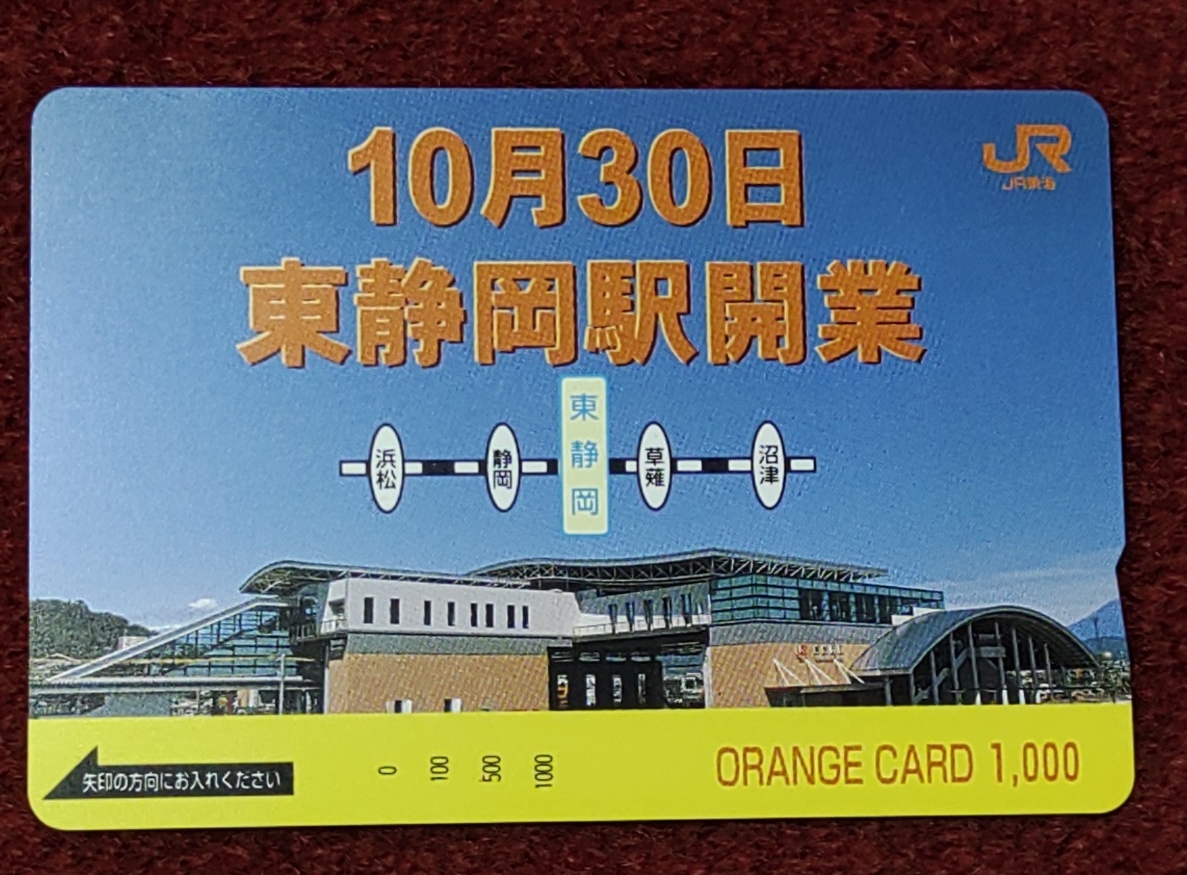 10月30日
JR
JR東海
東静岡駅開業
浜松
静岡
東静岡
草薙
沼津
矢印の方向にお入れください
0
100
500
1000
ORANGE CARD 1,000